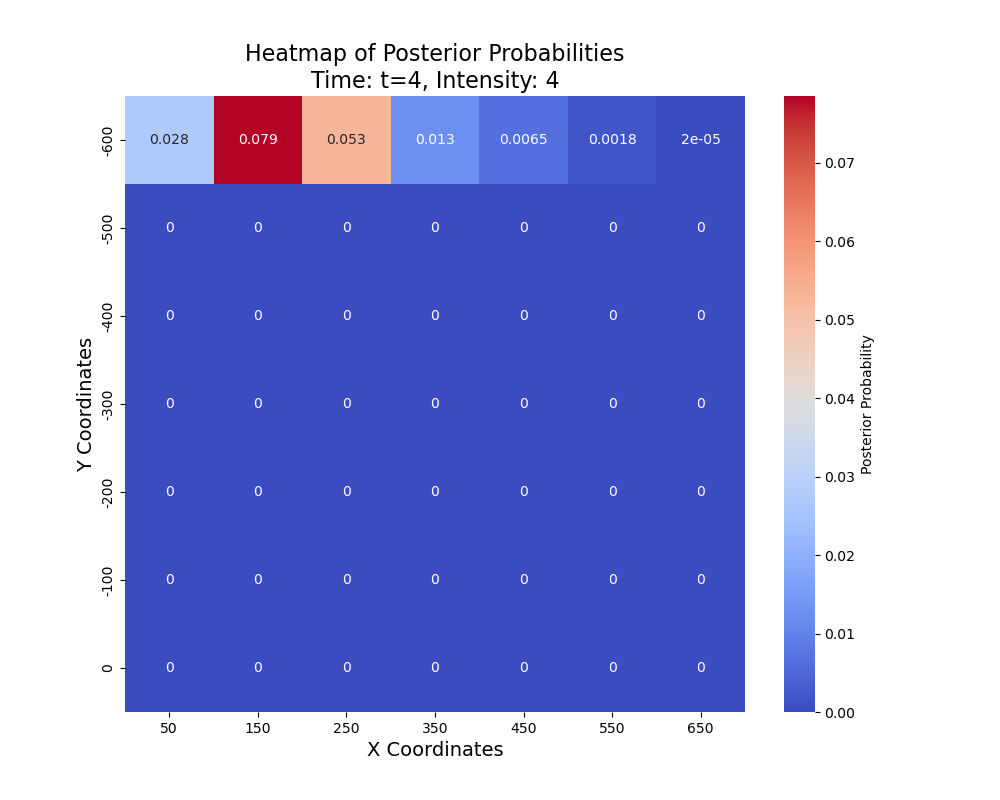 Heatmap of Posterior Probabilities
Time: t=4, Intensity: 4
-600 0.028 0.079 0.053 0.013 0.0065 0.0018 2e-05
-500 0 0 0 0 0 0 0
-400 0 0 0 0 0 0 0
-300 0 0 0 0 0 0 0
-200 0 0 0 0 0 0 0
-100 0 0 0 0 0 0 0
0 0 0 0 0 0 0 0
50 150 250 350 450 550 650
X Coordinates
Y Coordinates
0.07
0.06
0.05
0.04
0.03
0.02
0.01
0.00
Posterior Probability